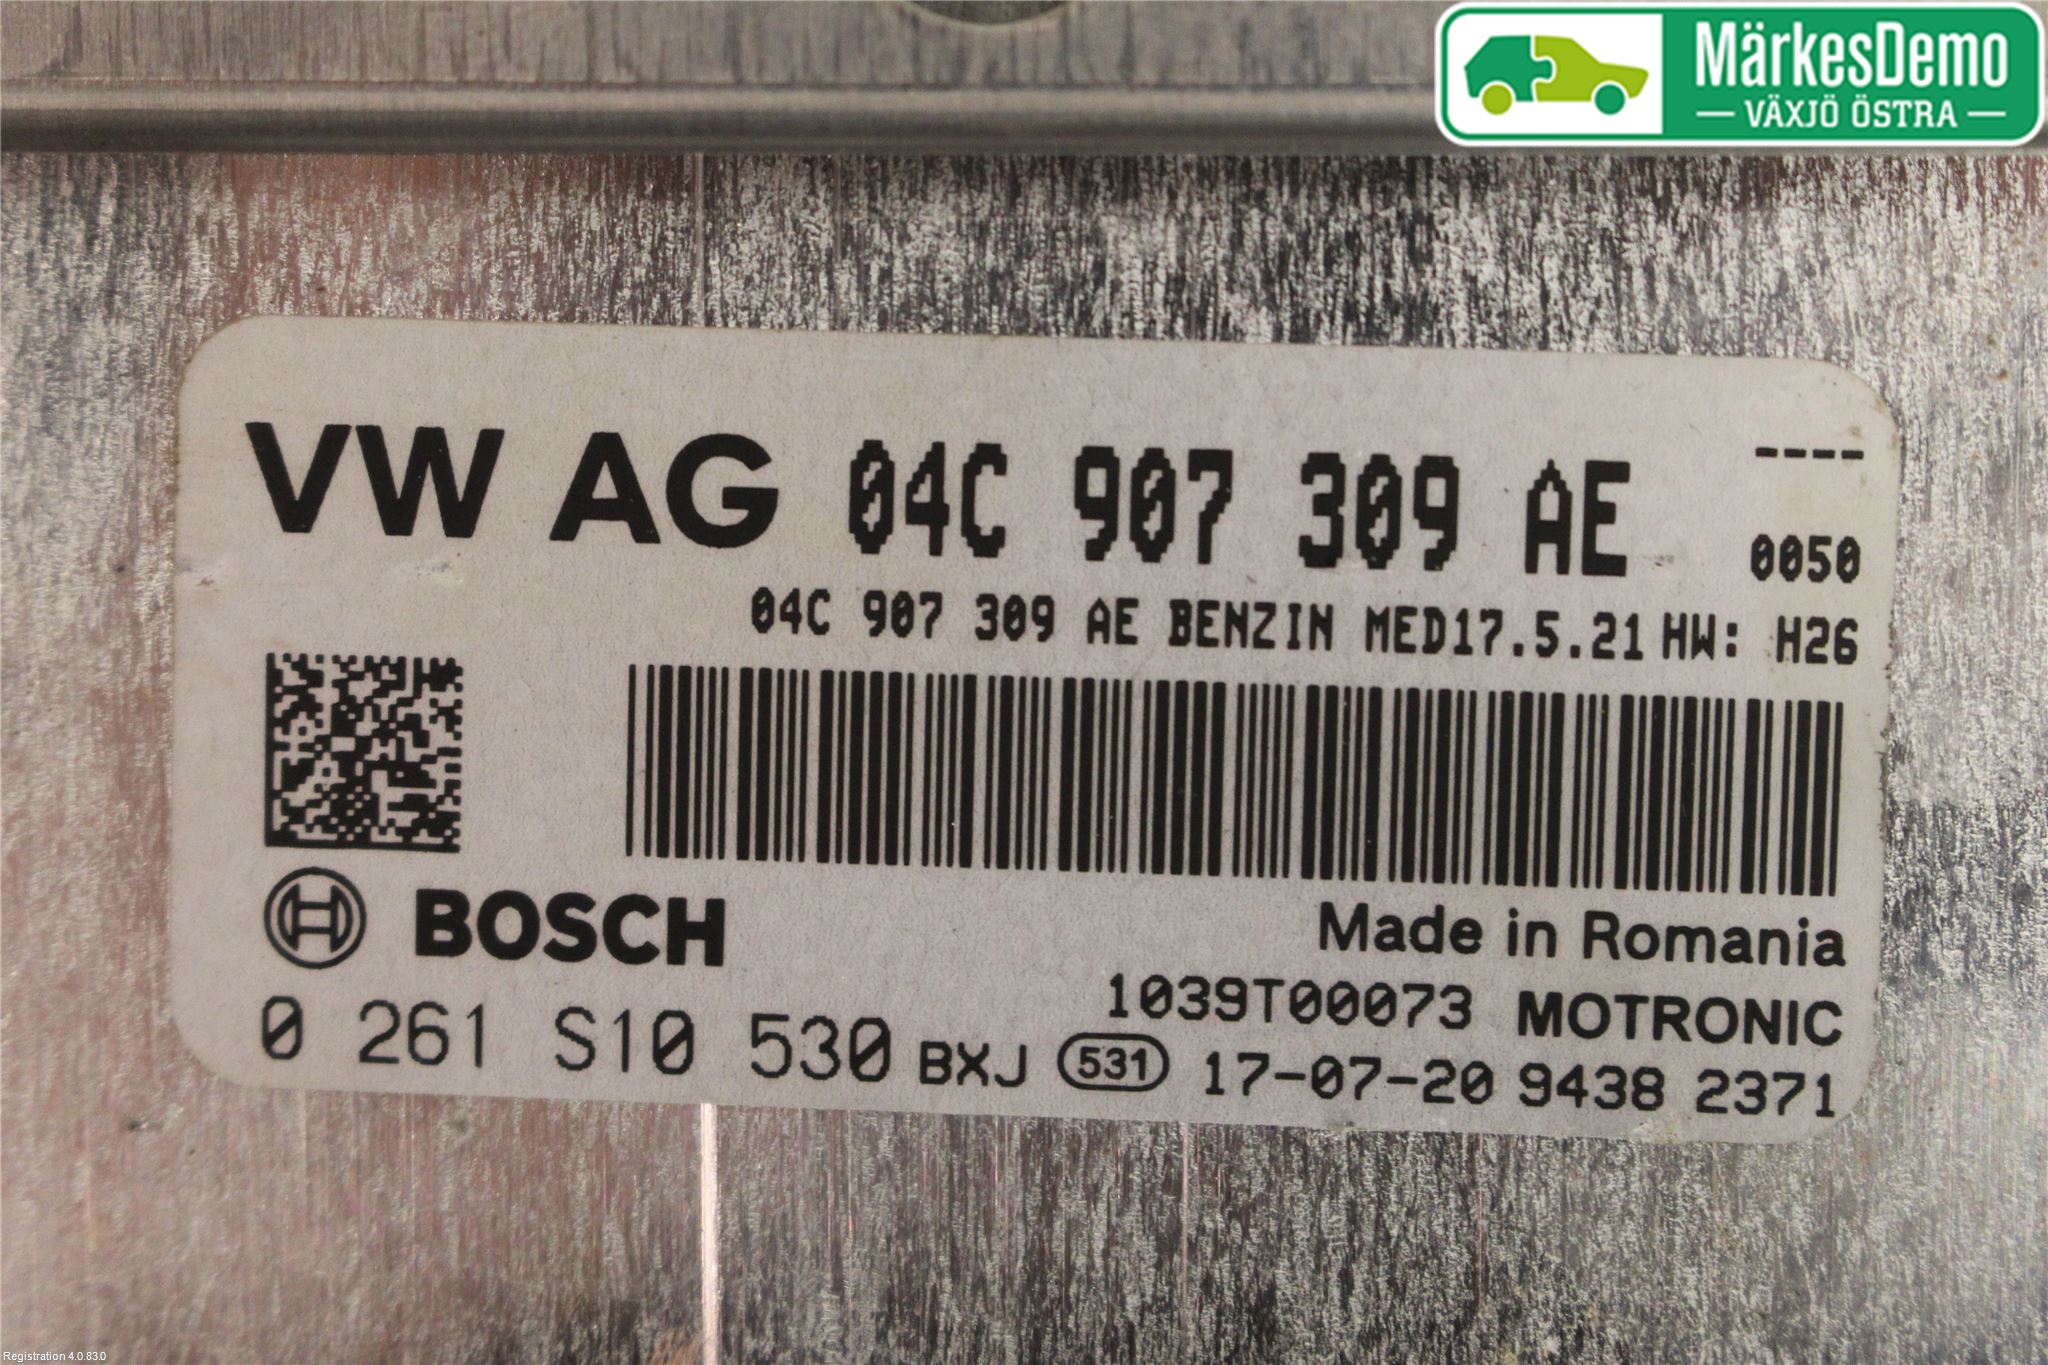 MärkesDemo
VÄXJÖ ÖSTRA
VW AG 04C 907 309 AE ----
0050
04C 907 309 AE BENZIN MED17.5.21 HW: H26
BOSCH
Made in Romania
1039T00073 MOTRONIC
0 261 S10 530 BXJ 531 17-07-20 9438 2371
Registration 4.0.83.0